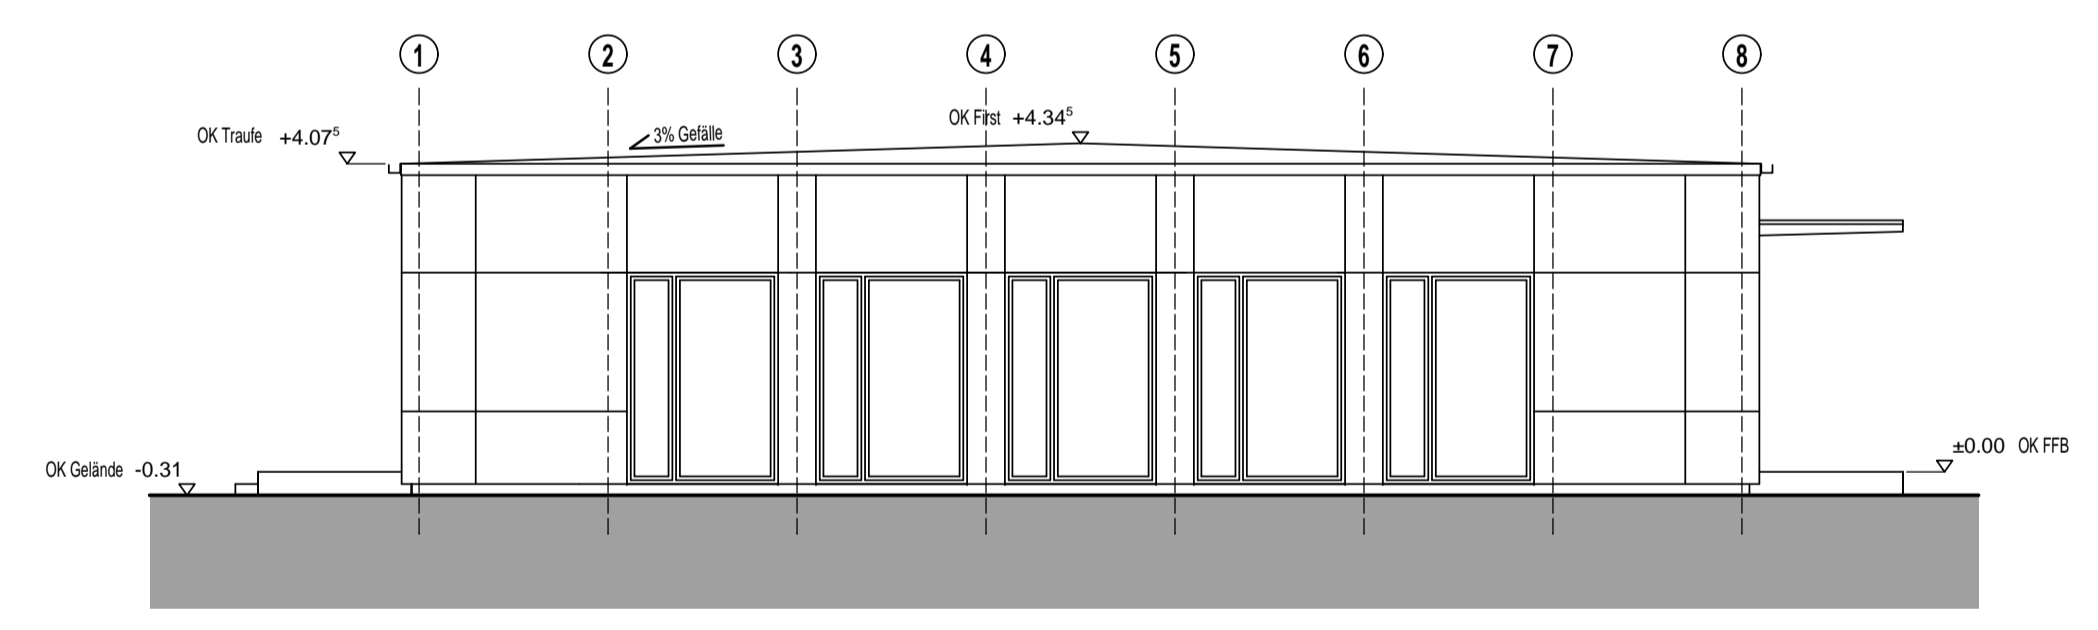 1 2 3 4 5 6 7 8
OK First +4.34⁵
OK Traufe +4.07⁵
3% Gefälle
±0.00 OK FFB
OK Gelände -0.31